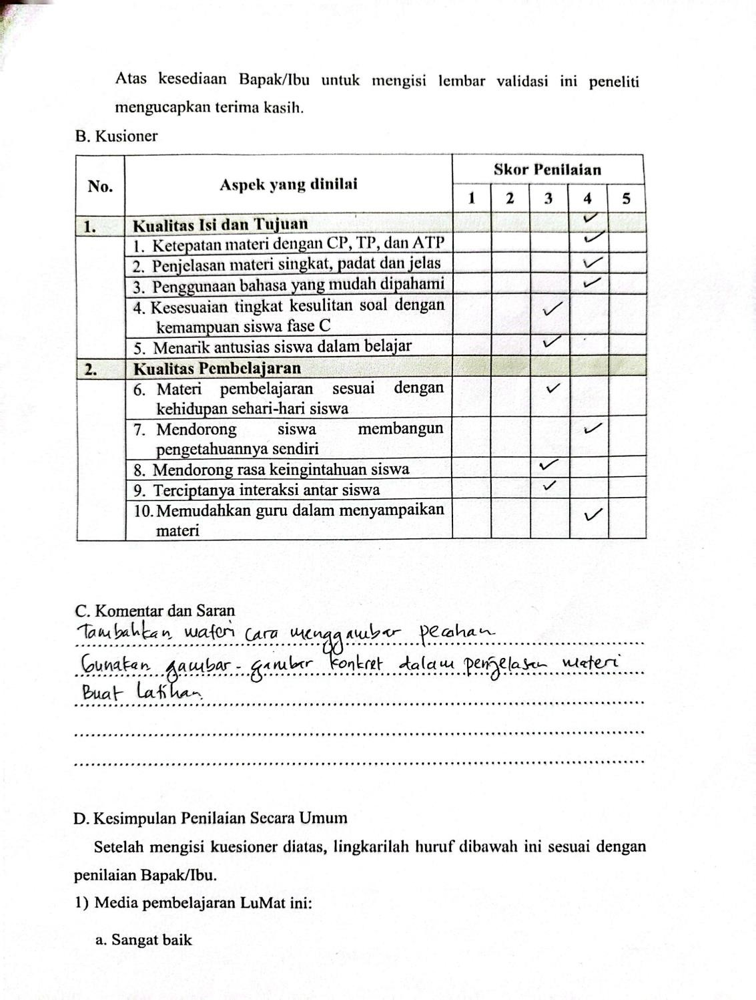 Atas kesediaan Bapak/Ibu untuk mengisi lembar validasi ini peneliti
mengucapkan terima kasih.
B. Kusioner
No. Aspek yang dinilai Skor Penilaian
1 2 3 4 5
1. Kualitas Isi dan Tujuan ✓
1. Ketepatan materi dengan CP, TP, dan ATP ✓
2. Penjelasan materi singkat, padat dan jelas ✓
3. Penggunaan bahasa yang mudah dipahami ✓
4. Kesesuaian tingkat kesulitan soal dengan ✓
kemampuan siswa fase C
5. Menarik antusias siswa dalam belajar ✓
2. Kualitas Pembelajaran
6. Materi pembelajaran sesuai dengan ✓
kehidupan sehari-hari siswa
7. Mendorong siswa membangun ✓
pengetahuannya sendiri
8. Mendorong rasa keingintahuan siswa ✓
9. Terciptanya interaksi antar siswa ✓
10. Memudahkan guru dalam menyampaikan ✓
materi
C. Komentar dan Saran
Tambahkan materi cara menggambar pecahan
Gunakan gambar-gambar konkret dalam penjelasan materi
Buat Latihan.
D. Kesimpulan Penilaian Secara Umum
Setelah mengisi kuesioner diatas, lingkarilah huruf dibawah ini sesuai dengan
penilaian Bapak/Ibu.
1) Media pembelajaran LuMat ini:
a. Sangat baik